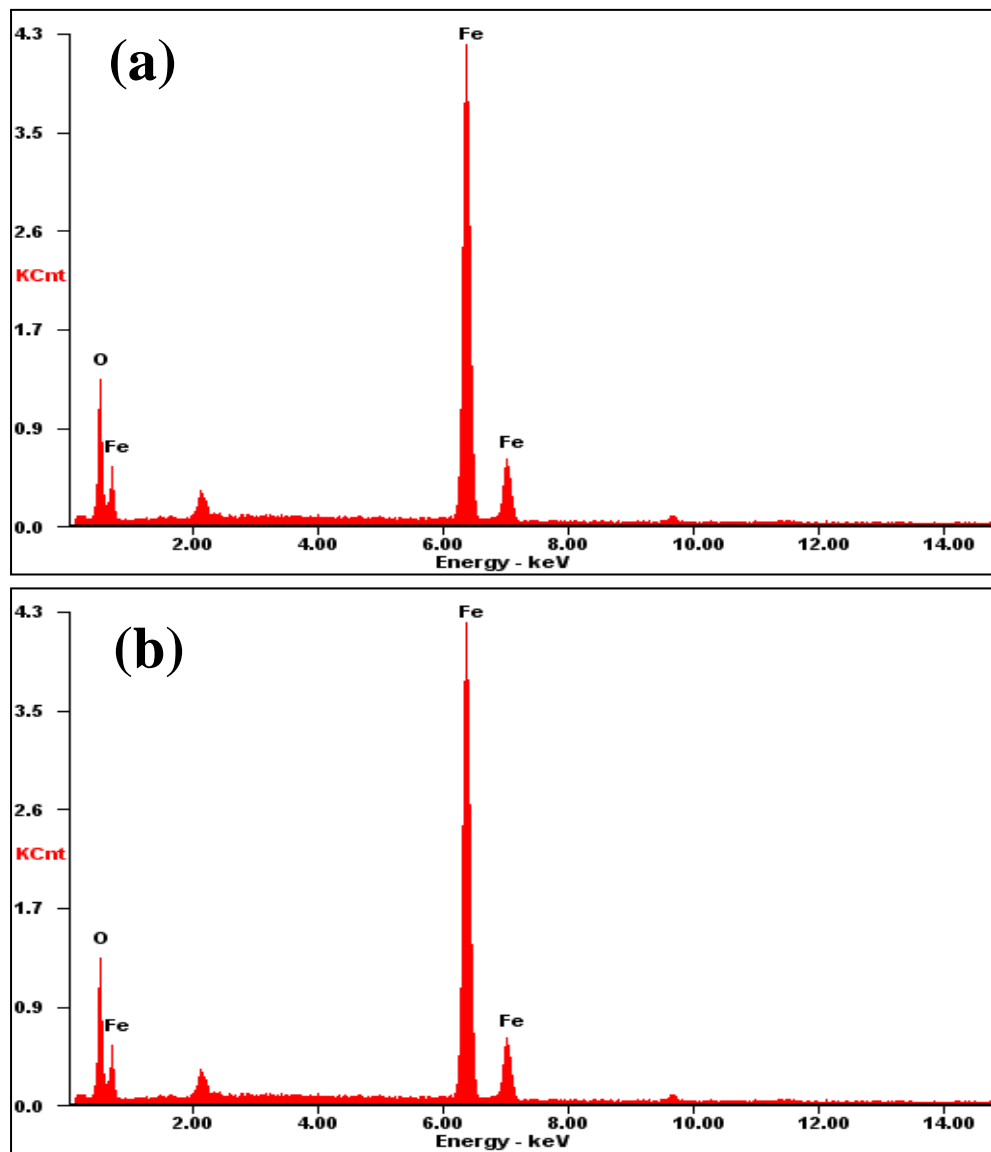 (a)
4.3
3.5
2.6
KCnt
1.7
0.9
0.0
Fe
O
Fe
Fe
2.00 4.00 6.00 8.00 10.00 12.00 14.00
Energy - keV
(b)
4.3
3.5
2.6
KCnt
1.7
0.9
0.0
Fe
O
Fe
Fe
2.00 4.00 6.00 8.00 10.00 12.00 14.00
Energy - keV